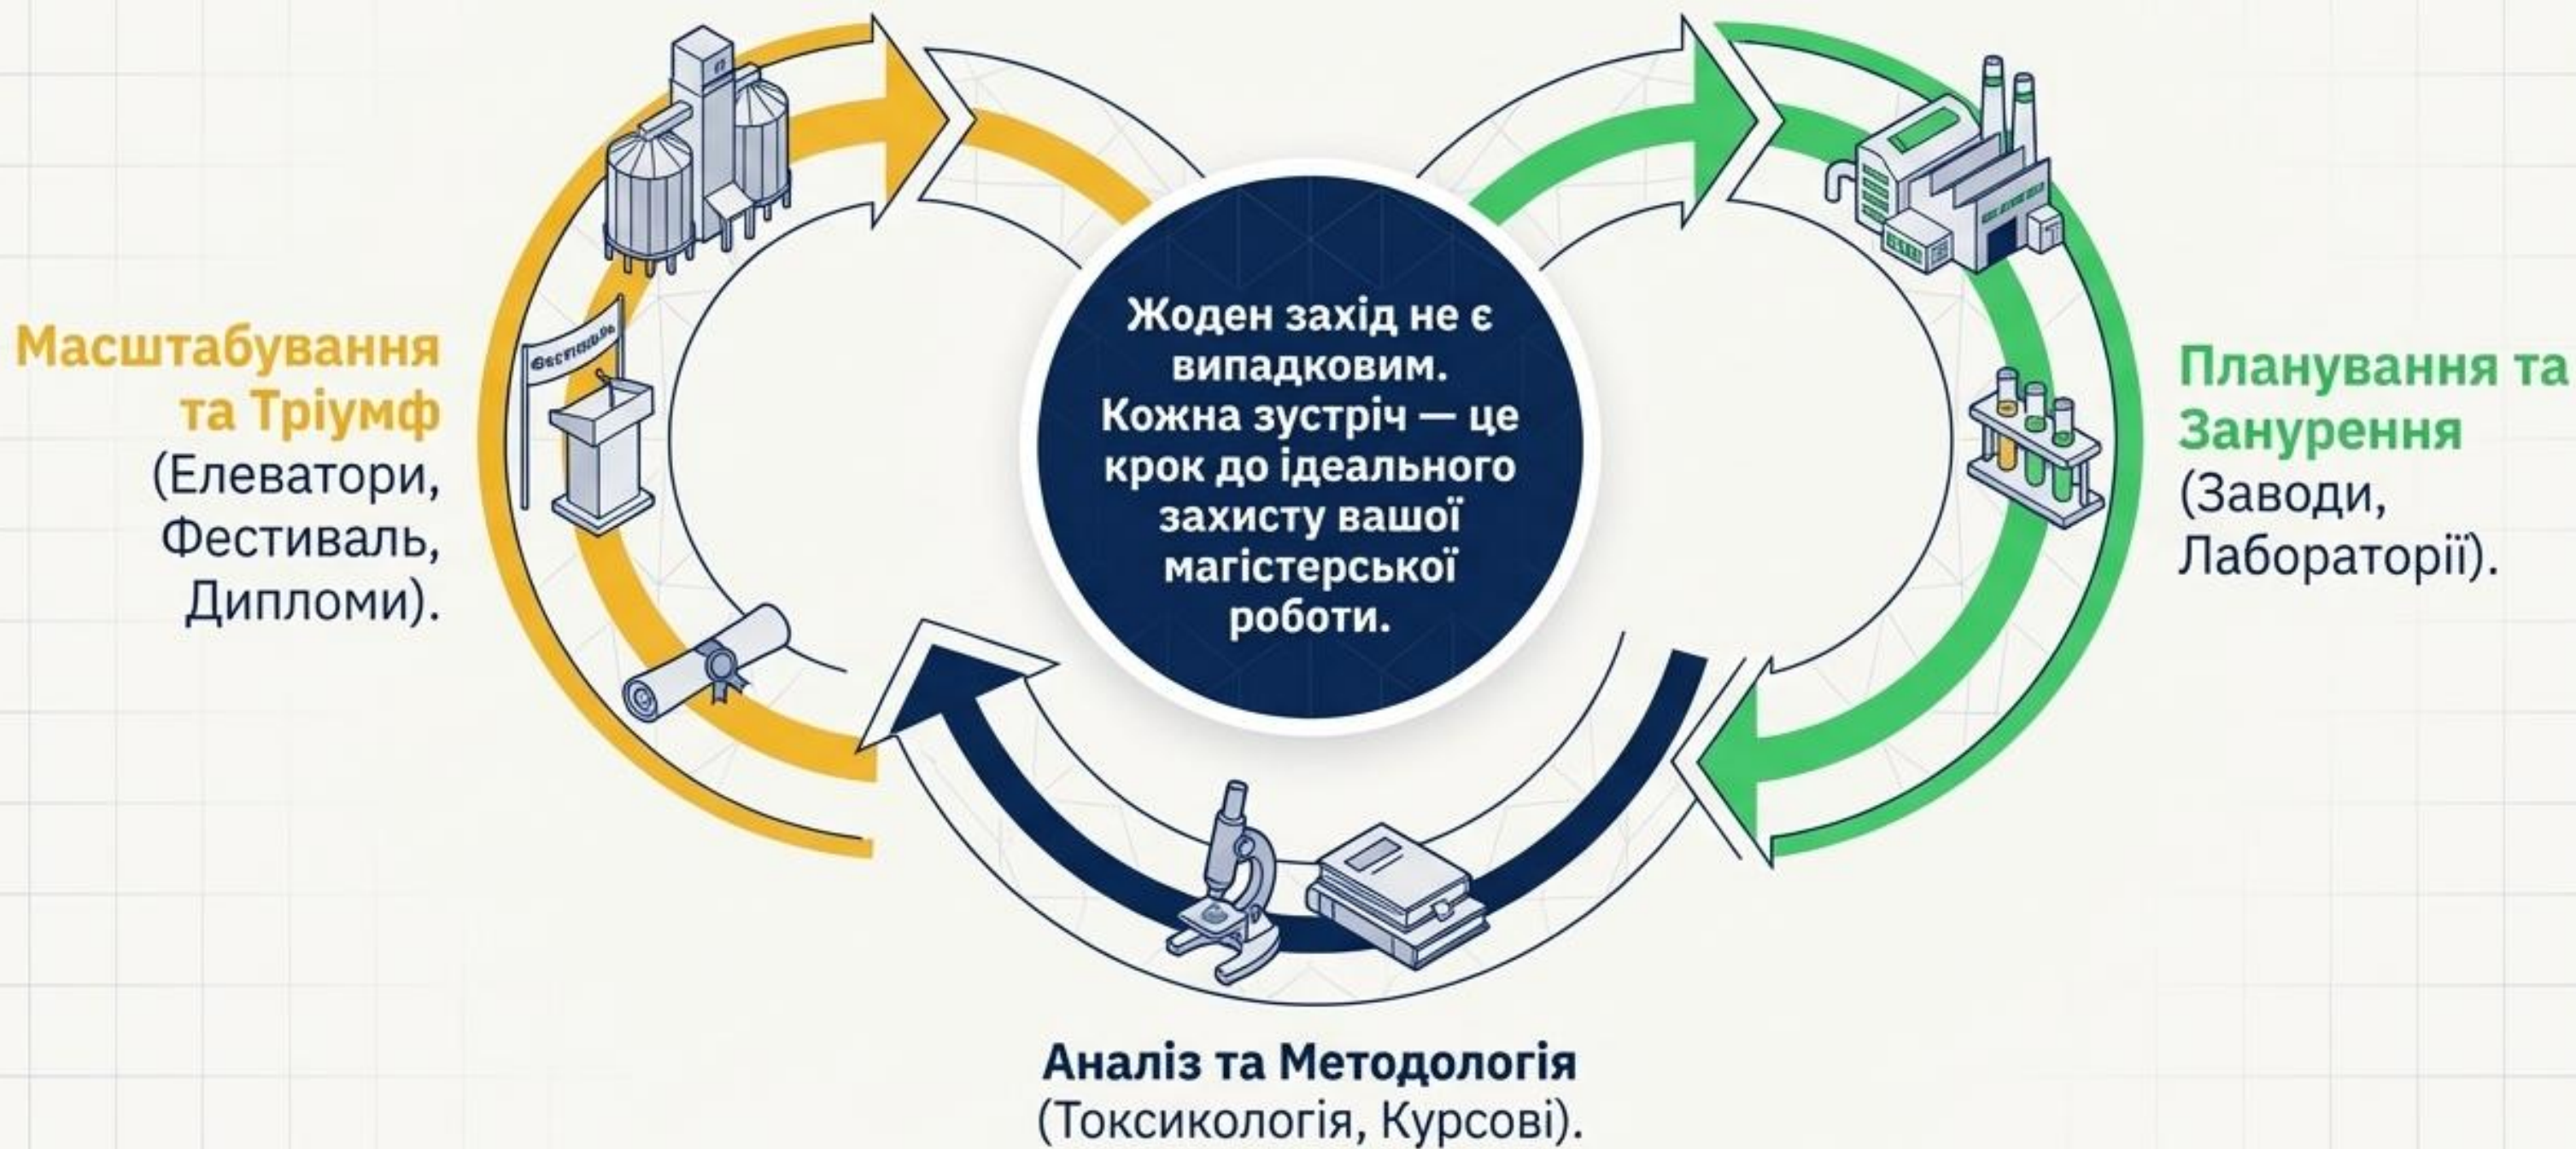 Масштабування
та Тріумф
(Елеватори,
Фестиваль,
Дипломи).
Жоден захід не є
випадковим.
Кожна зустріч — це
крок до ідеального
захисту вашої
магістерської
роботи.
Планування та
Занурення
(Заводи,
Лабораторії).
Аналіз та Методологія
(Токсикологія, Курсові).